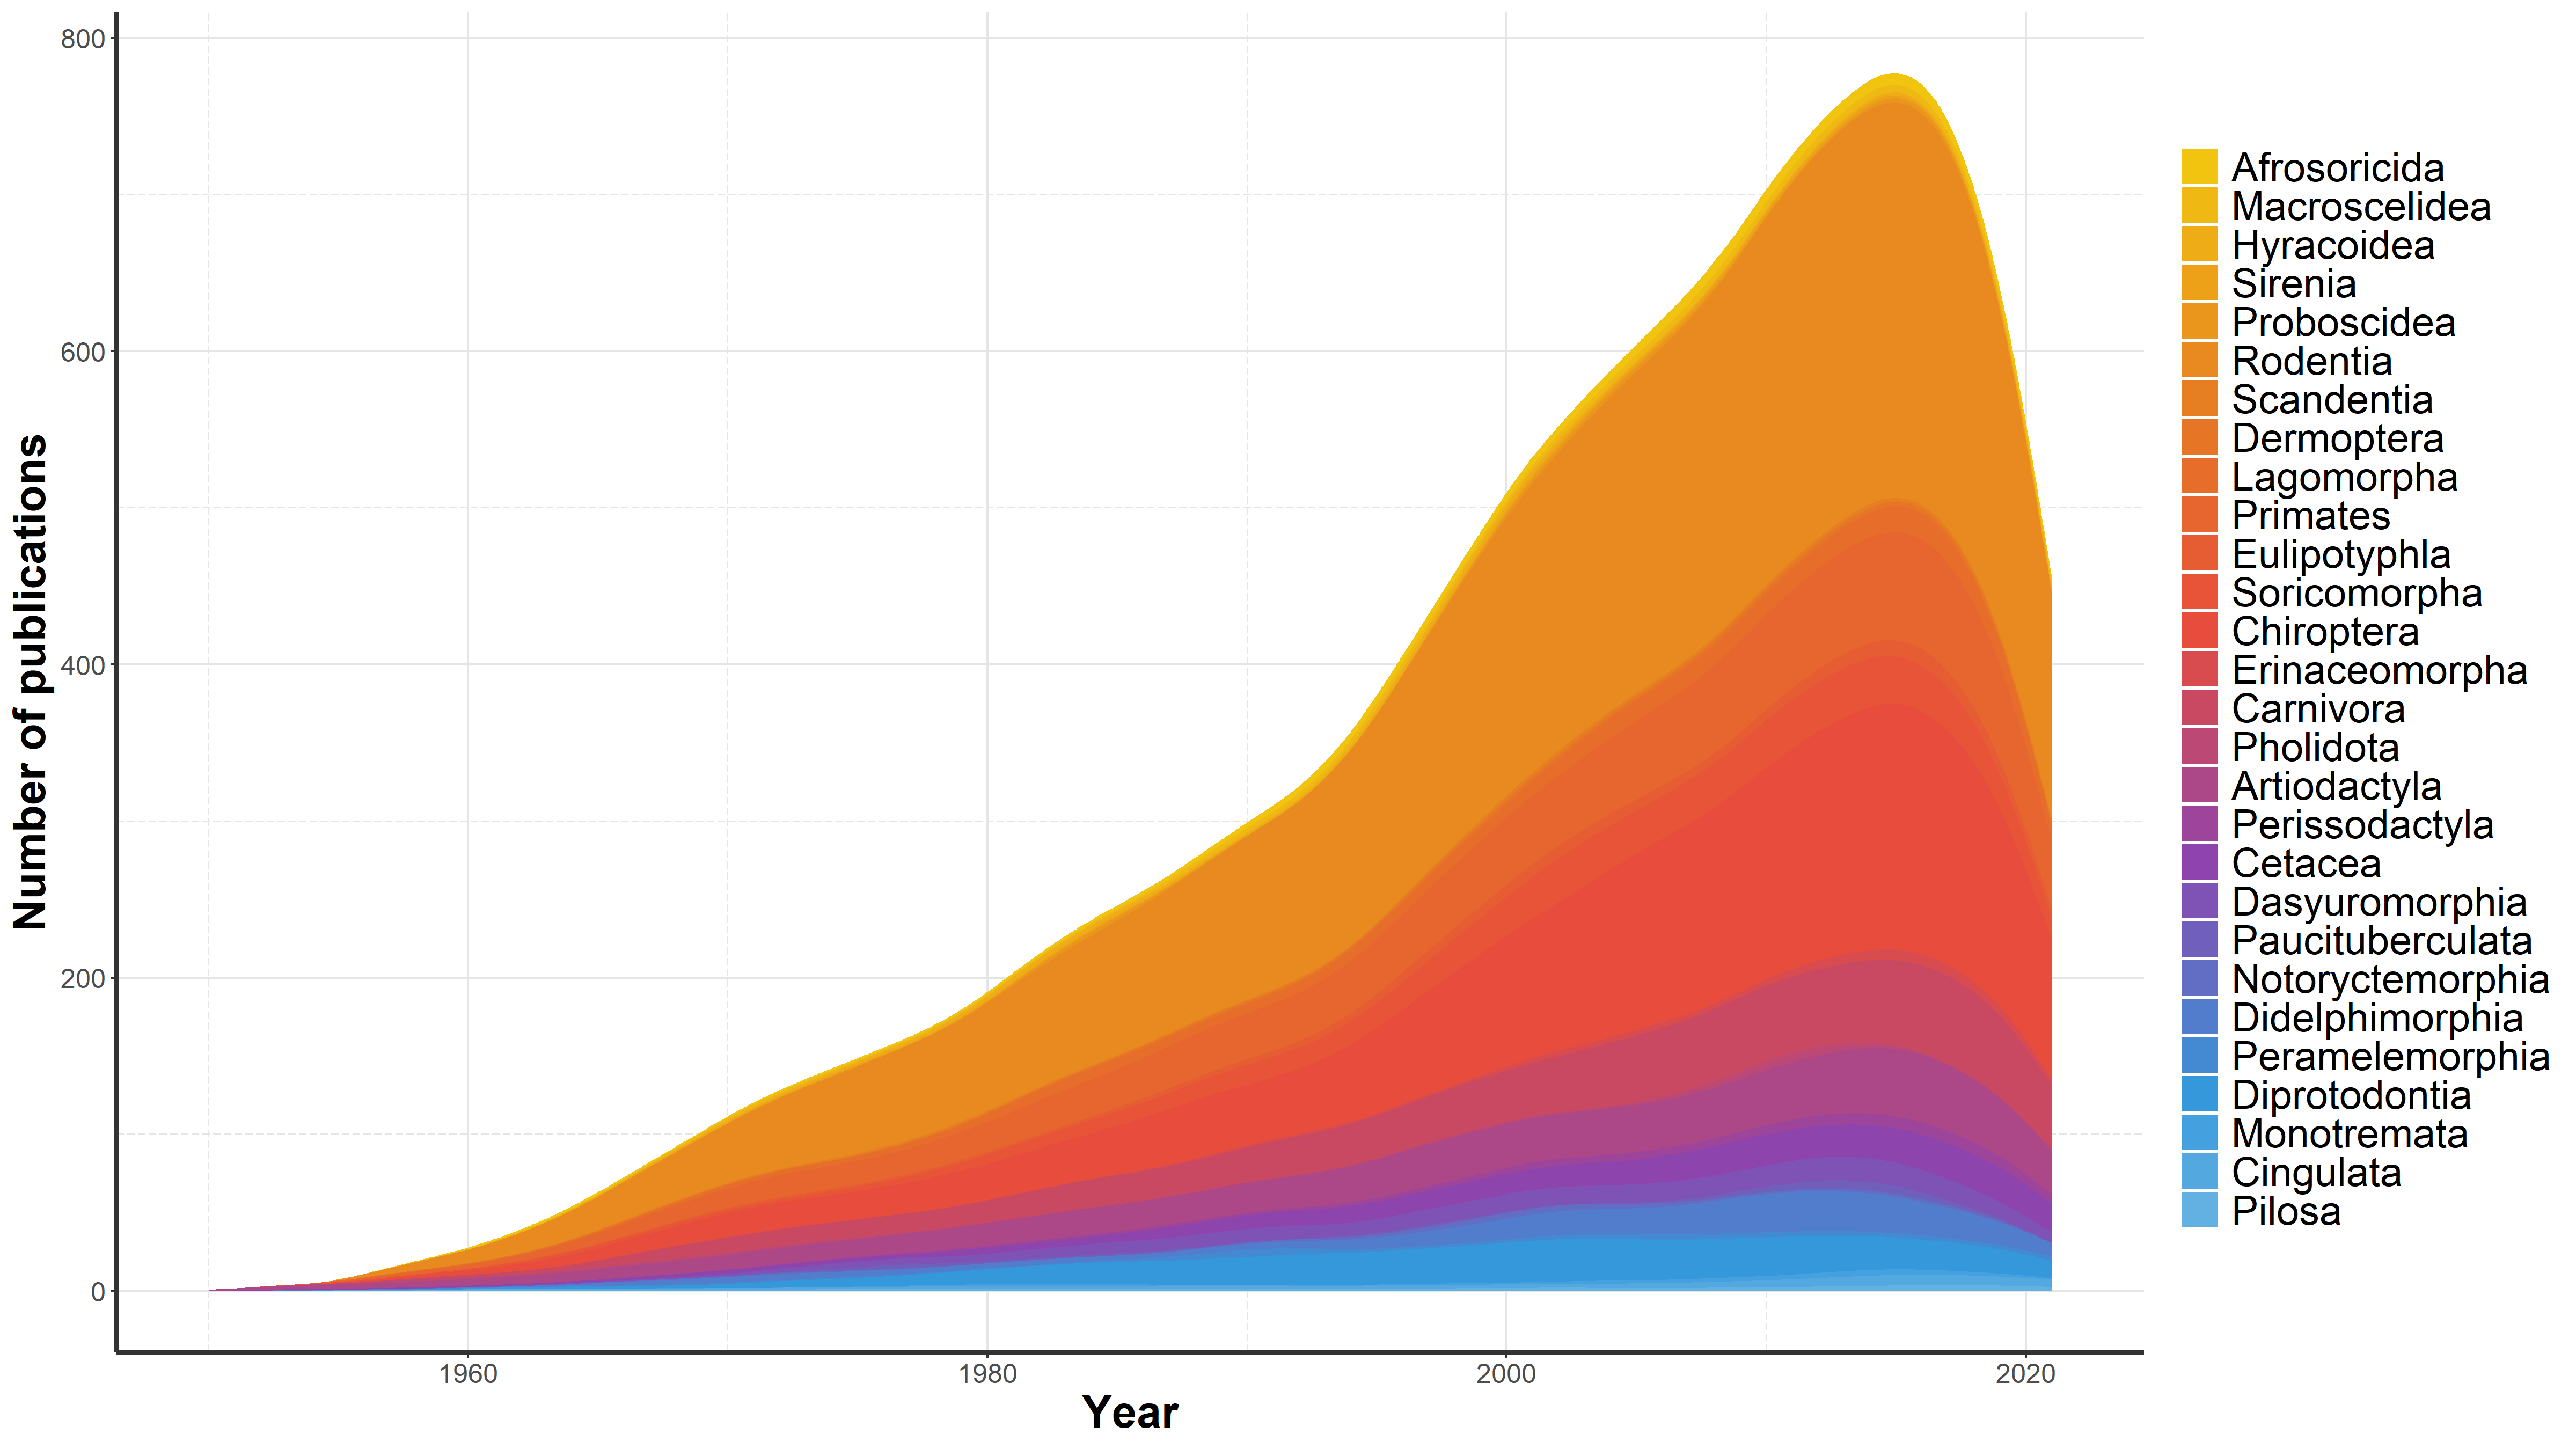 Number of publications
800
600
400
200
0
1960
1980
2000
2020
Year
Afrosoricida
Macroscelidea
Hyracoidea
Sirenia
Proboscidea
Rodentia
Scandentia
Dermoptera
Lagomorpha
Primates
Eulipotyphla
Soricomorpha
Chiroptera
Erinaceomorpha
Carnivora
Pholidota
Artiodactyla
Perissodactyla
Cetacea
Dasyuromorphia
Paucituberculata
Notoryctemorphia
Didelphimorphia
Peramelemorphia
Diprotodontia
Monotremata
Cingulata
Pilosa